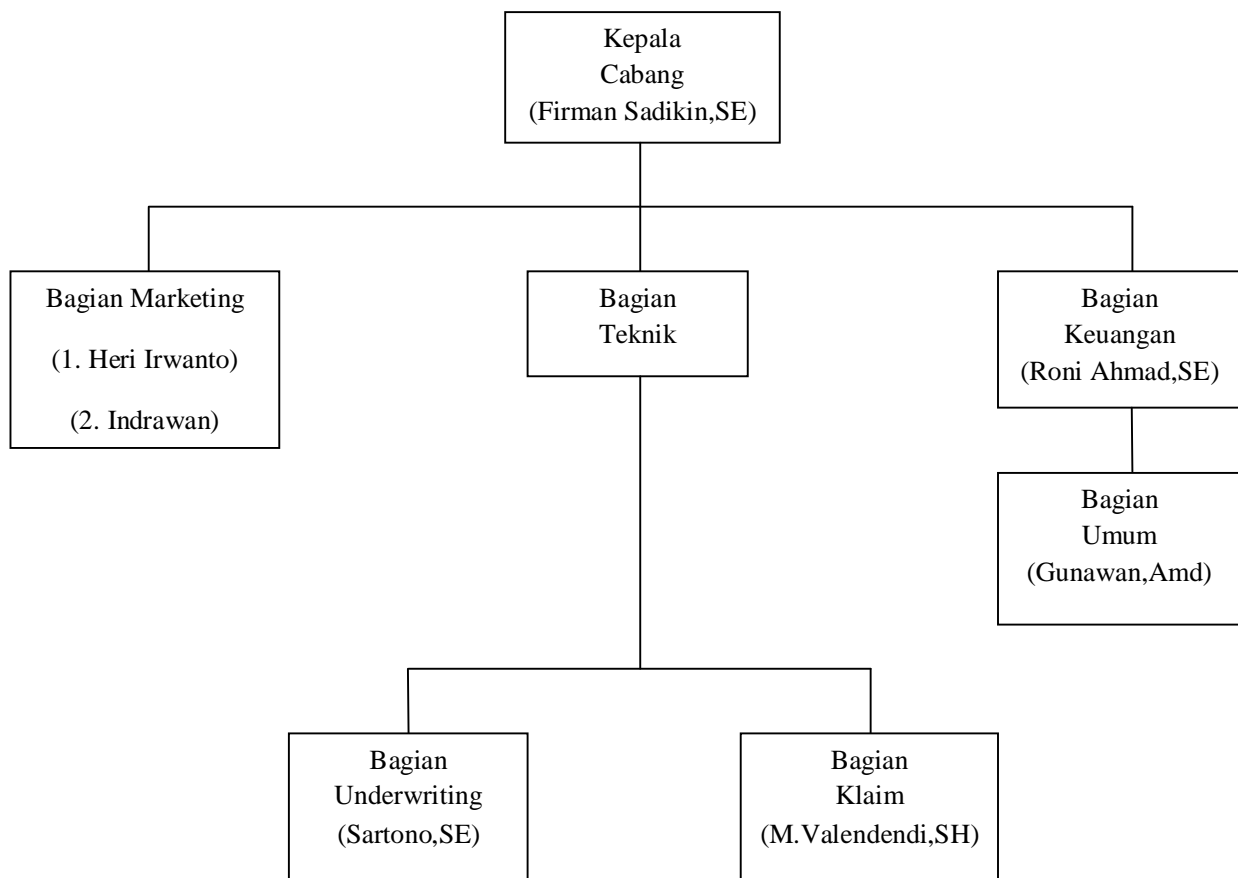 Kepala
Cabang
(Firman Sadikin,SE)
Bagian Marketing
(1. Heri Irwanto)
(2. Indrawan)
Bagian
Teknik
Bagian
Keuangan
(Roni Ahmad,SE)
Bagian
Umum
(Gunawan,Amd)
Bagian
Underwriting
(Sartono,SE)
Bagian
Klaim
(M.Valendendi,SH)